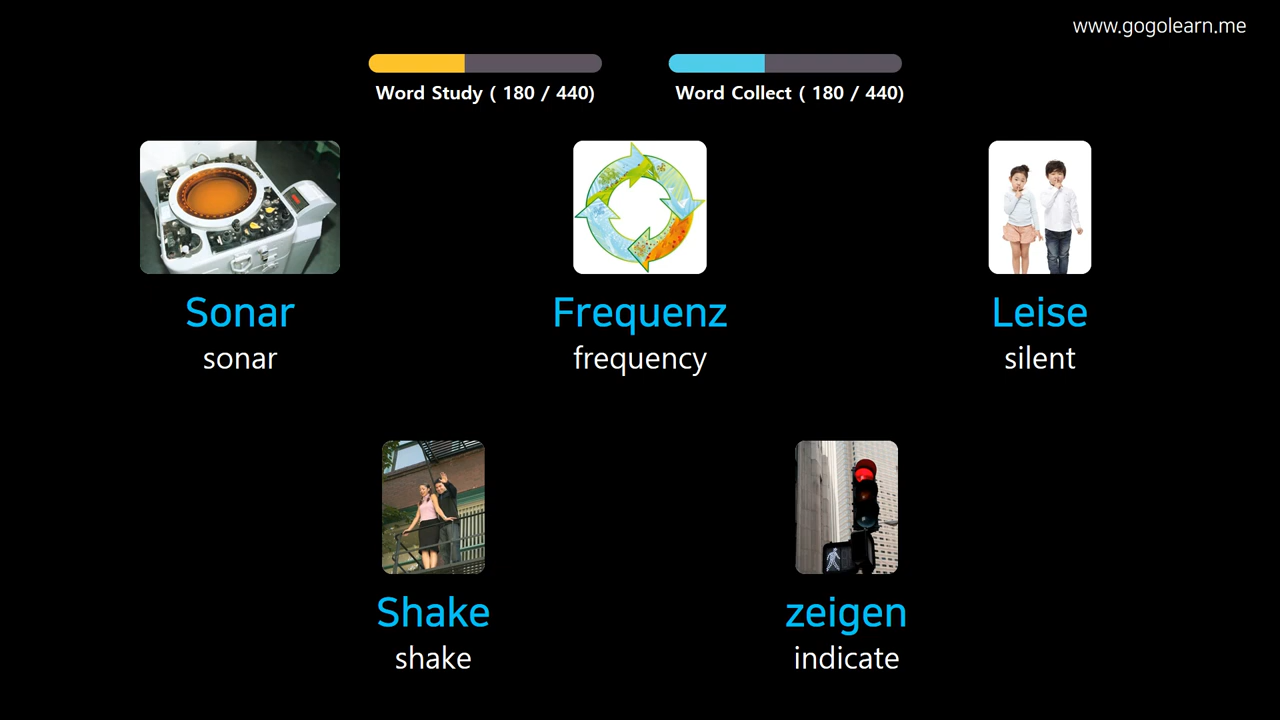 www.gogolearn.me
Word Study ( 180 / 440)
Word Collect ( 180 / 440)
Sonar
sonar
Frequenz
frequency
Leise
silent
Shake
shake
zeigen
indicate